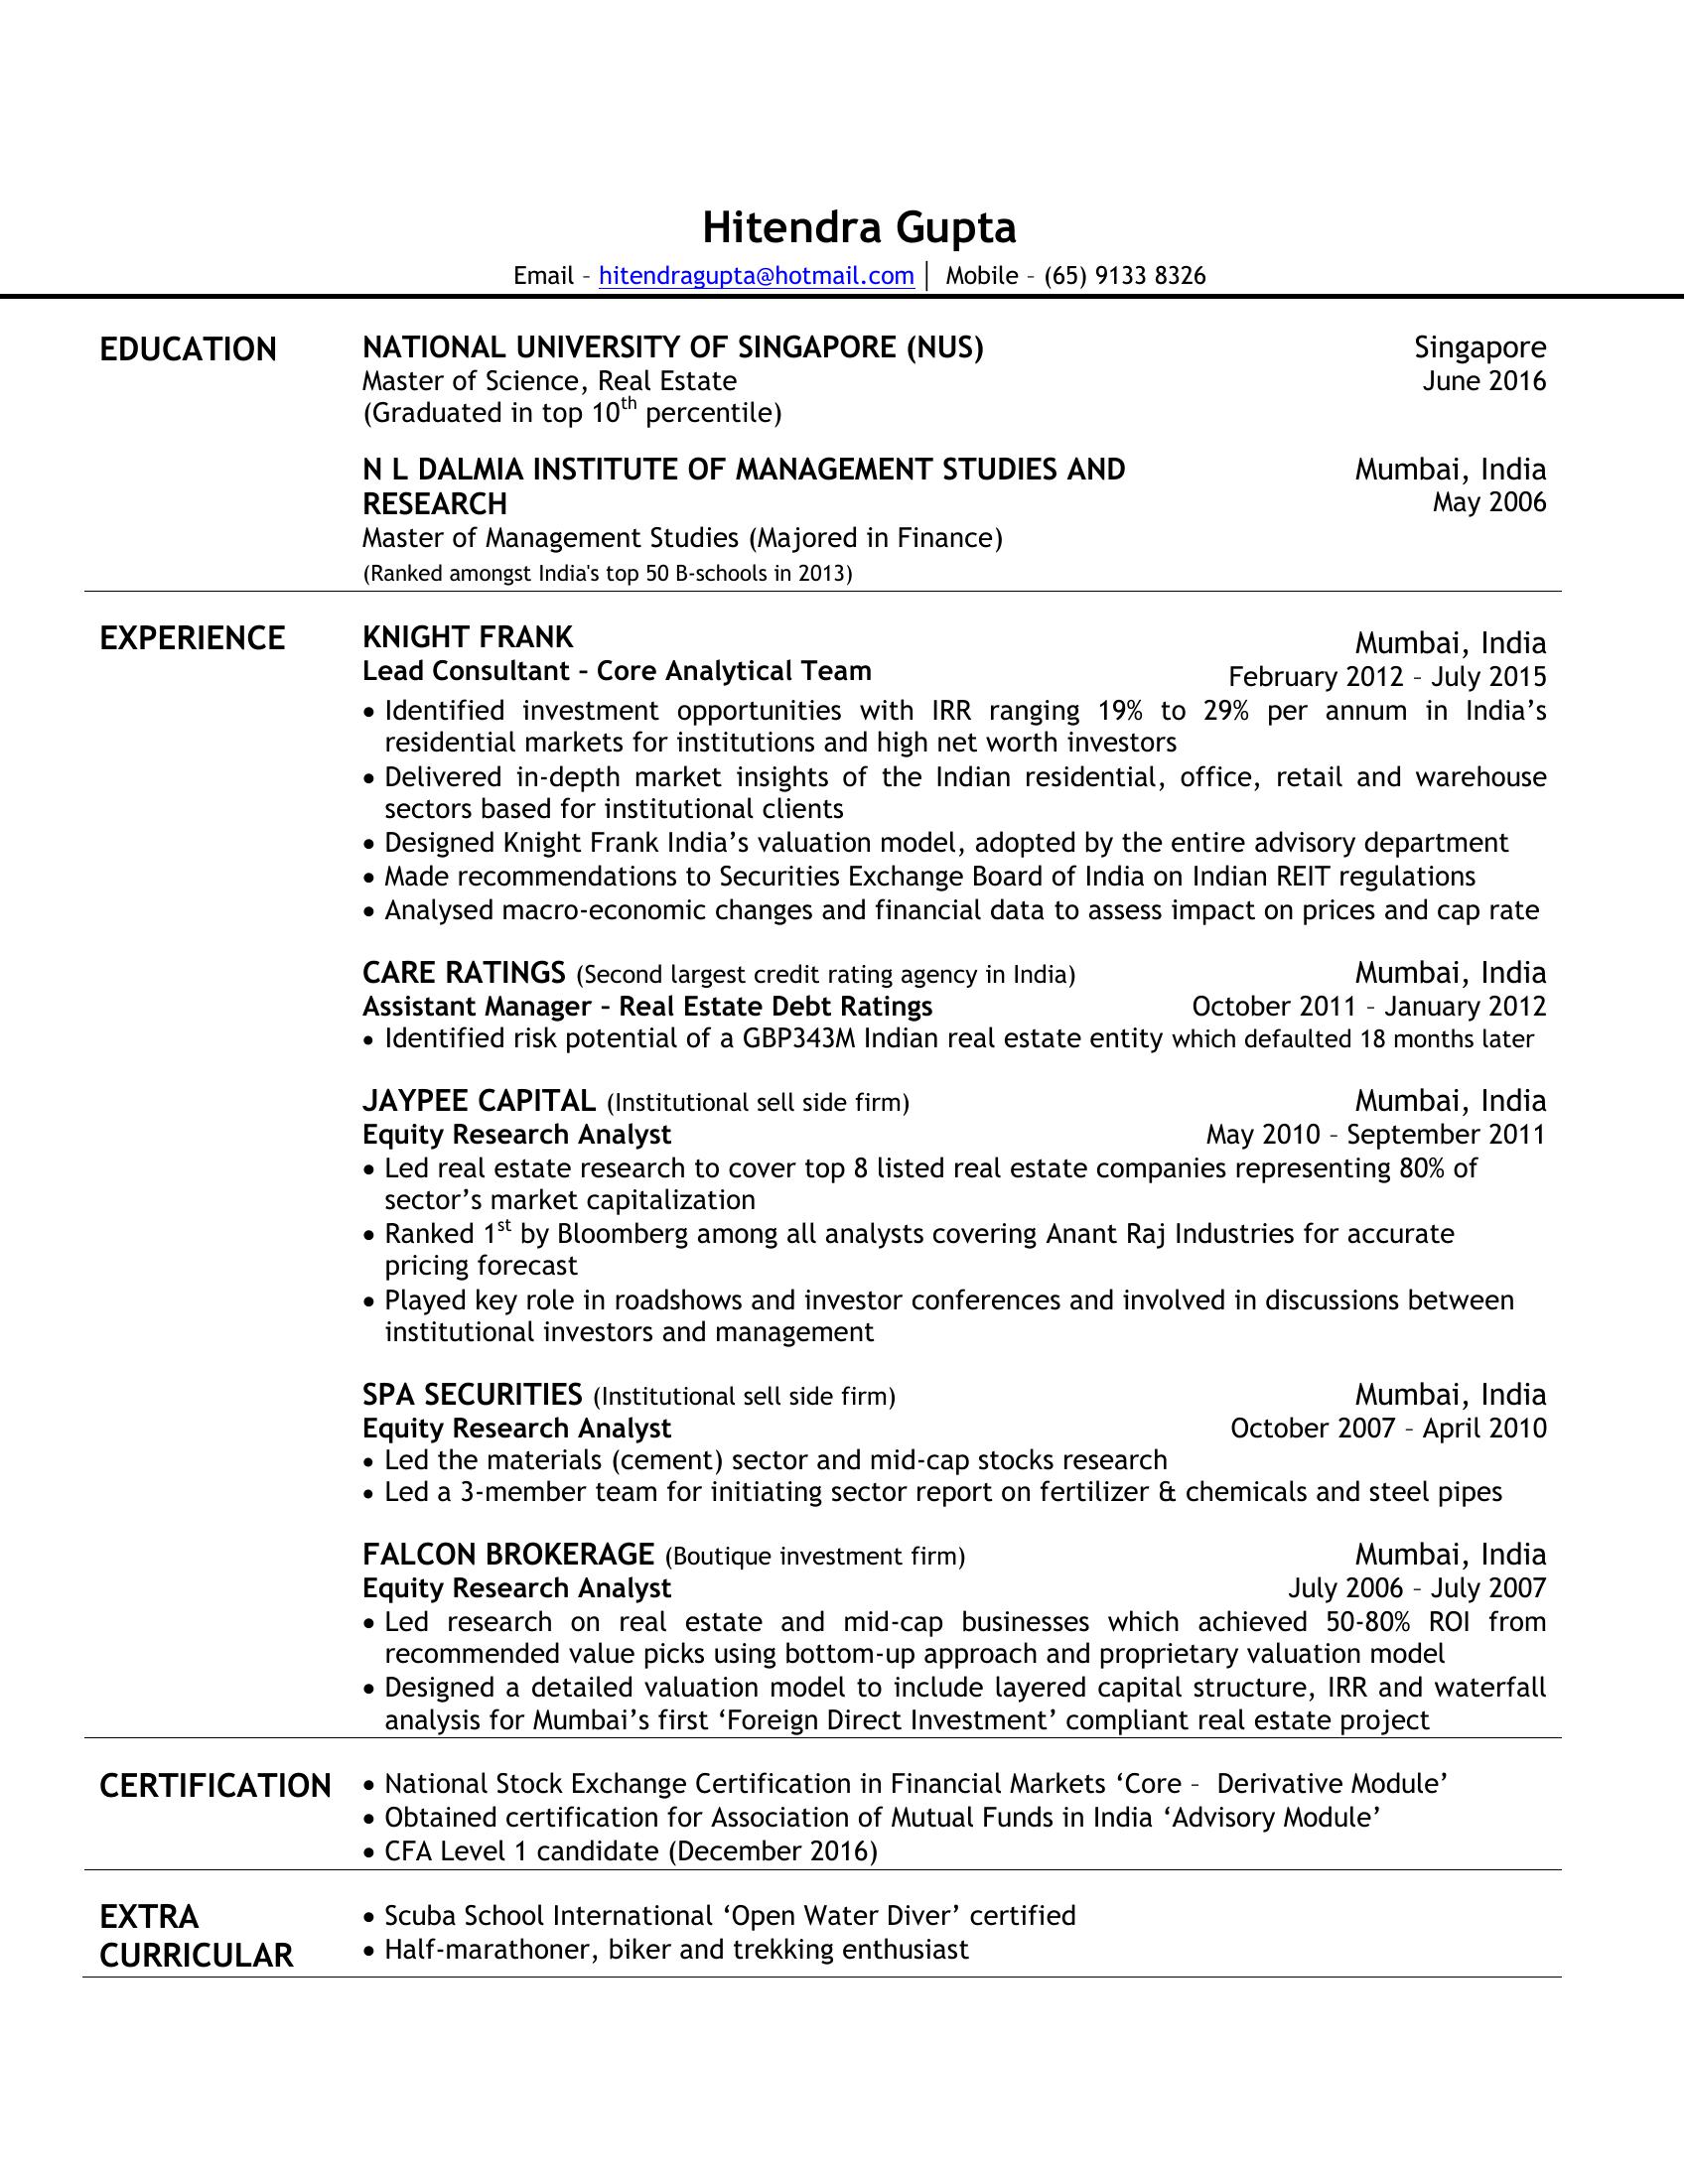 Hitendra Gupta
Email – hitendragupta@hotmail.com │ Mobile – (65) 9133 8326
EDUCATION
NATIONAL UNIVERSITY OF SINGAPORE (NUS) Singapore
Master of Science, Real Estate June 2016
(Graduated in top 10th percentile)
N L DALMIA INSTITUTE OF MANAGEMENT STUDIES AND Mumbai, India
RESEARCH May 2006
Master of Management Studies (Majored in Finance)
(Ranked amongst India's top 50 B-schools in 2013)
EXPERIENCE
KNIGHT FRANK Mumbai, India
Lead Consultant – Core Analytical Team February 2012 – July 2015
• Identified investment opportunities with IRR ranging 19% to 29% per annum in India’s
residential markets for institutions and high net worth investors
• Delivered in-depth market insights of the Indian residential, office, retail and warehouse
sectors based for institutional clients
• Designed Knight Frank India’s valuation model, adopted by the entire advisory department
• Made recommendations to Securities Exchange Board of India on Indian REIT regulations
• Analysed macro-economic changes and financial data to assess impact on prices and cap rate
CARE RATINGS (Second largest credit rating agency in India) Mumbai, India
Assistant Manager – Real Estate Debt Ratings October 2011 – January 2012
• Identified risk potential of a GBP343M Indian real estate entity which defaulted 18 months later
JAYPEE CAPITAL (Institutional sell side firm) Mumbai, India
Equity Research Analyst May 2010 – September 2011
• Led real estate research to cover top 8 listed real estate companies representing 80% of
sector’s market capitalization
• Ranked 1st by Bloomberg among all analysts covering Anant Raj Industries for accurate
pricing forecast
• Played key role in roadshows and investor conferences and involved in discussions between
institutional investors and management
SPA SECURITIES (Institutional sell side firm) Mumbai, India
Equity Research Analyst October 2007 – April 2010
• Led the materials (cement) sector and mid-cap stocks research
• Led a 3-member team for initiating sector report on fertilizer & chemicals and steel pipes
FALCON BROKERAGE (Boutique investment firm) Mumbai, India
Equity Research Analyst July 2006 – July 2007
• Led research on real estate and mid-cap businesses which achieved 50-80% ROI from
recommended value picks using bottom-up approach and proprietary valuation model
• Designed a detailed valuation model to include layered capital structure, IRR and waterfall
analysis for Mumbai’s first ‘Foreign Direct Investment’ compliant real estate project
CERTIFICATION
• National Stock Exchange Certification in Financial Markets ‘Core – Derivative Module’
• Obtained certification for Association of Mutual Funds in India ‘Advisory Module’
• CFA Level 1 candidate (December 2016)
EXTRA
CURRICULAR
• Scuba School International ‘Open Water Diver’ certified
• Half-marathoner, biker and trekking enthusiast